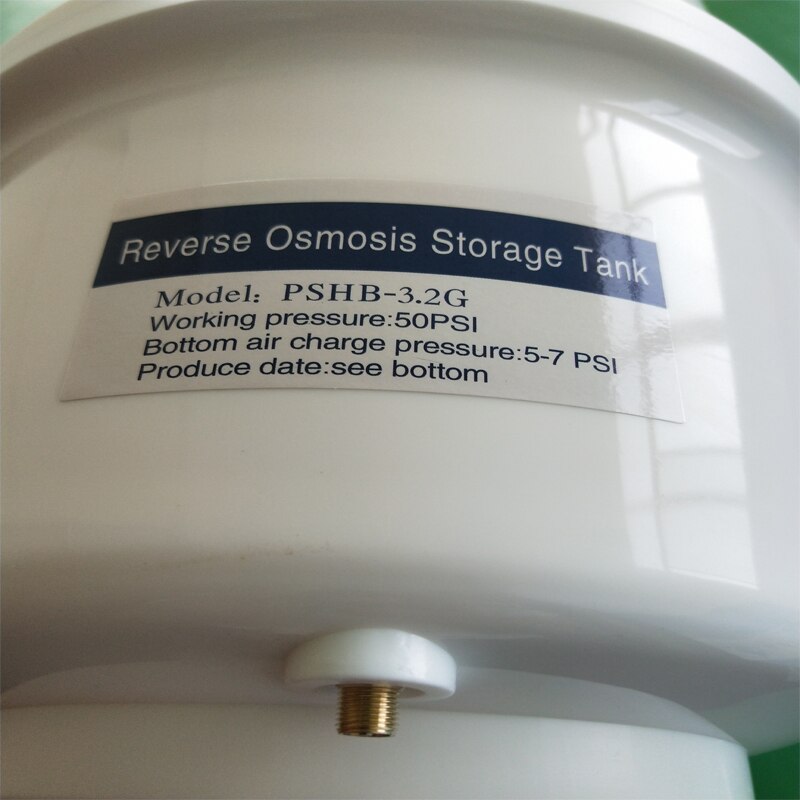 Reverse Osmosis Storage Tank
Model: PSHB-3.2G
Working pressure:50PSI
Bottom air charge pressure:5-7 PSI
Produce date:see bottom